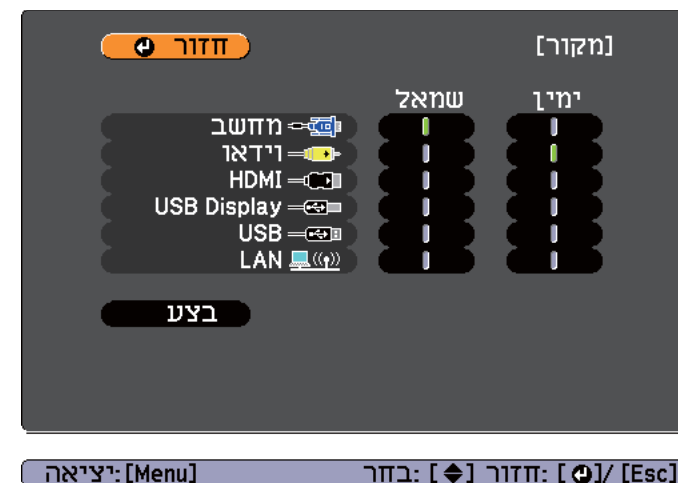 [מקור]
חזור
ימין שמאל
מחשב
וידאו
HDMI
USB Display
USB
LAN
בצע
[Esc] /[ ] :חזור [ ] :בחר [Menu] :יציאה